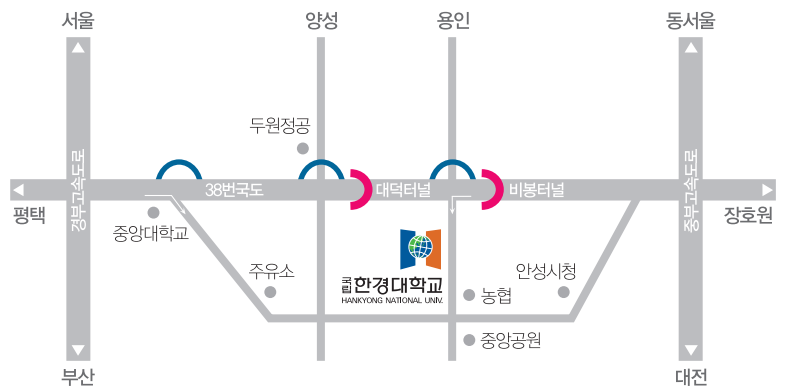 서울
양성
용인
동서울
두원정공
경부고속도로
38번국도
대덕터널
비봉터널
중부고속도로
평택
장호원
중앙대학교
주유소
국립 한경대학교
HANKYONG NATIONAL UNIV.
안성시청
농협
중앙공원
부산
대전